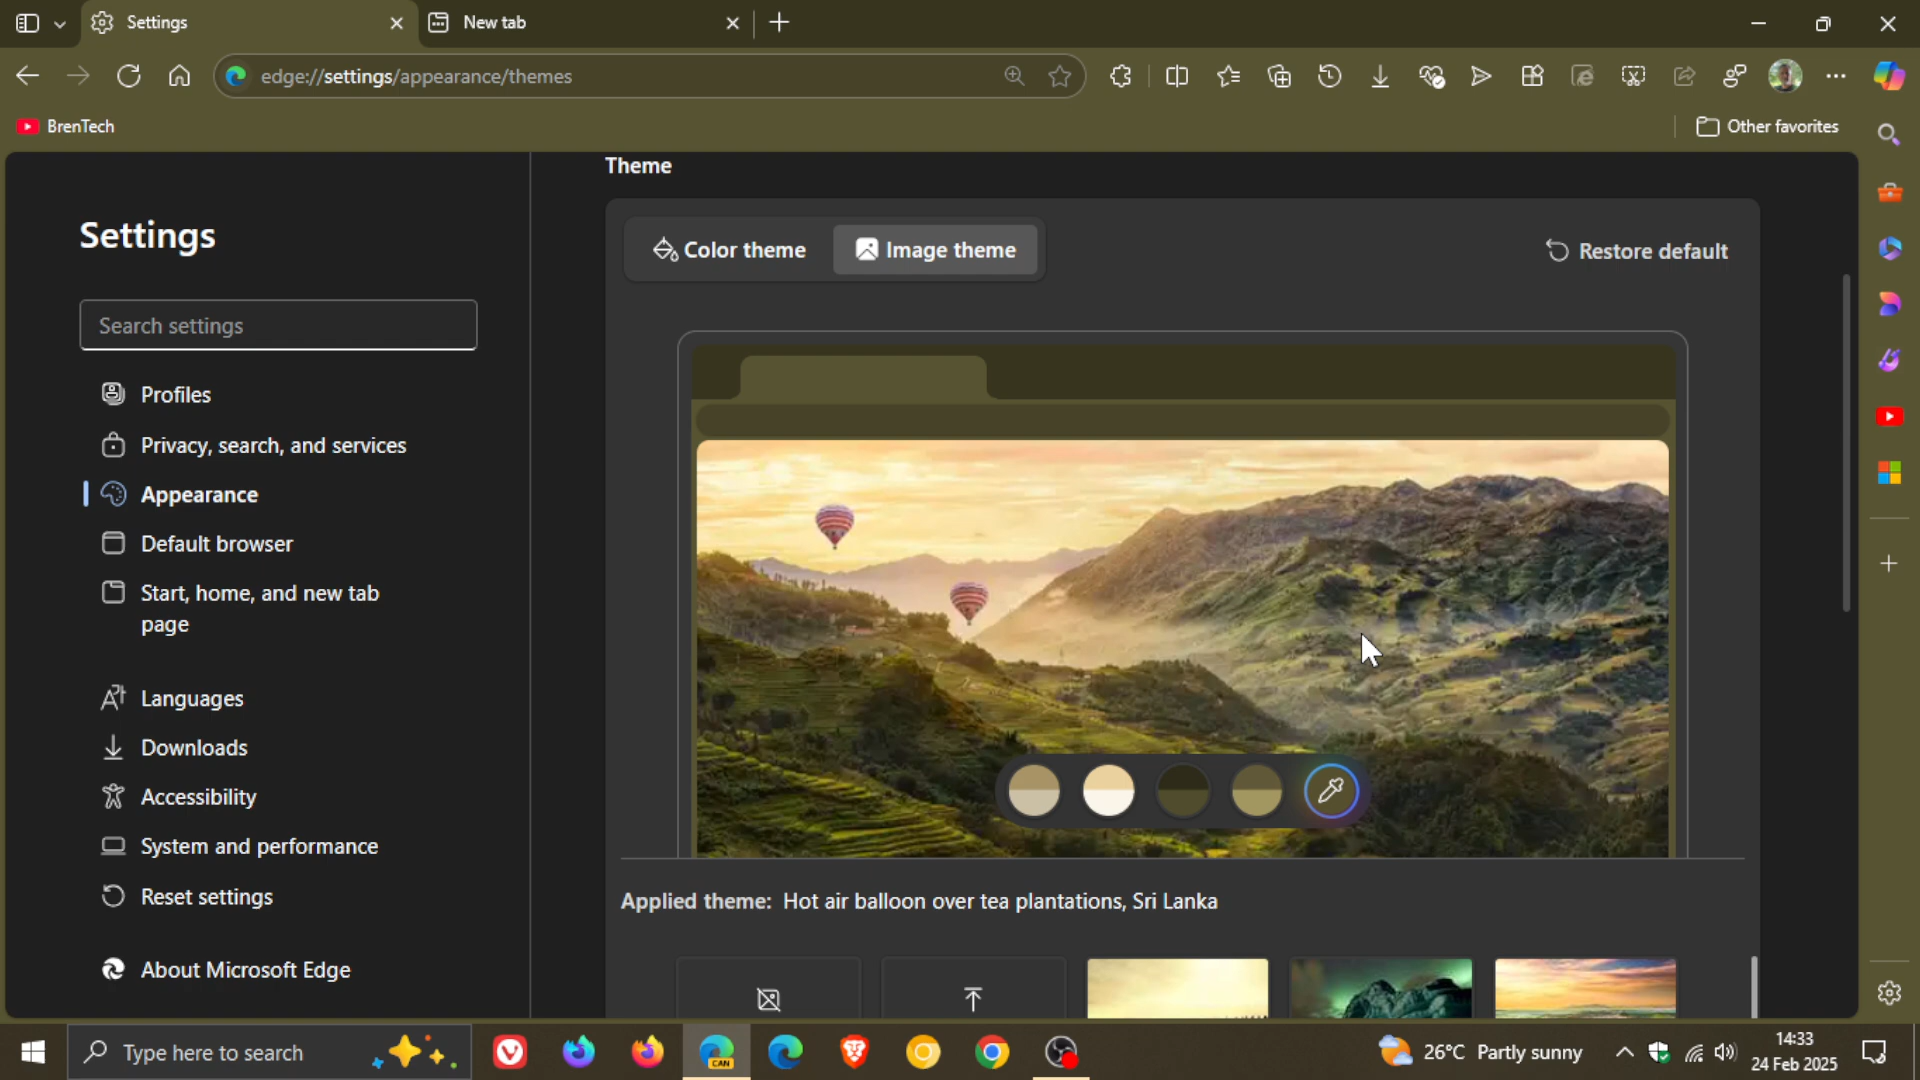 Settings
New tab
edge://settings/appearance/themes
BrenTech
Other favorites
Theme
Settings
Color theme
Image theme
Restore default
Search settings
Profiles
Privacy, search, and services
Appearance
Default browser
Start, home, and new tab
page
Languages
Downloads
Accessibility
System and performance
Reset settings
About Microsoft Edge
Applied theme: Hot air balloon over tea plantations, Sri Lanka
Type here to search
CAN
26°C Partly sunny
14:33
24 Feb 2025